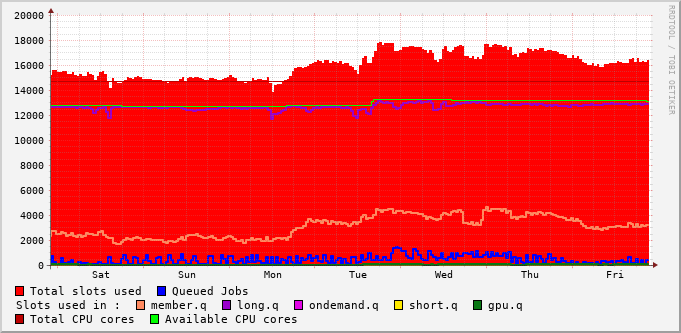 20000
18000
16000
14000
12000
10000
8000
6000
4000
2000
0
Sat Sun Mon Tue Wed Thu Fri
RRDTOOL / TOBI OETIKER
Total slots used Queued Jobs
Slots used in : member.q long.q ondemand.q short.q gpu.q
Total CPU cores Available CPU cores